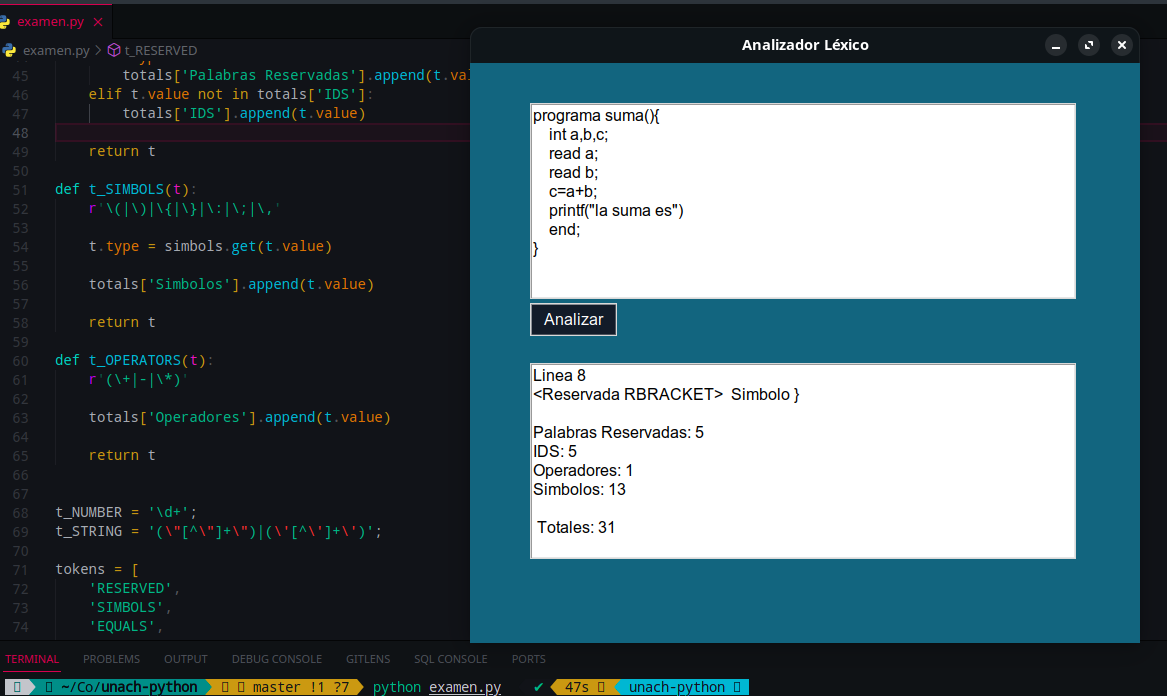 examen.py
examen.py > t_RESERVED
45 totals['Palabras Reservadas'].append(t.val
46 elif t.value not in totals['IDS']:
47 totals['IDS'].append(t.value)
48
49 return t
50
51 def t_SIMBOLS(t):
52 r'\(|\)|\{|\}|\:|\;|\,'
53
54 t.type = simbols.get(t.value)
55
56 totals['Simbolos'].append(t.value)
57
58 return t
59
60 def t_OPERATORS(t):
61 r'(\+|-|\*)'
62
63 totals['Operadores'].append(t.value)
64
65 return t
66
67
68 t_NUMBER = '\d+';
69 t_STRING = '(\"[^\"]+\")|(\'[^\']+\')';
70
71 tokens = [
72 'RESERVED',
73 'SIMBOLS',
74 'EQUALS',
Analizador Léxico
programa suma(){
int a,b,c;
read a;
read b;
c=a+b;
printf("la suma es")
end;
}
Analizar
Linea 8
<Reservada RBRACKET> Simbolo }
Palabras Reservadas: 5
IDS: 5
Operadores: 1
Simbolos: 13
Totales: 31
TERMINAL PROBLEMS OUTPUT DEBUG CONSOLE GITLENS SQL CONSOLE PORTS
~/Co/unach-python master !1 ?7 python examen.py ✔ 47s unach-python